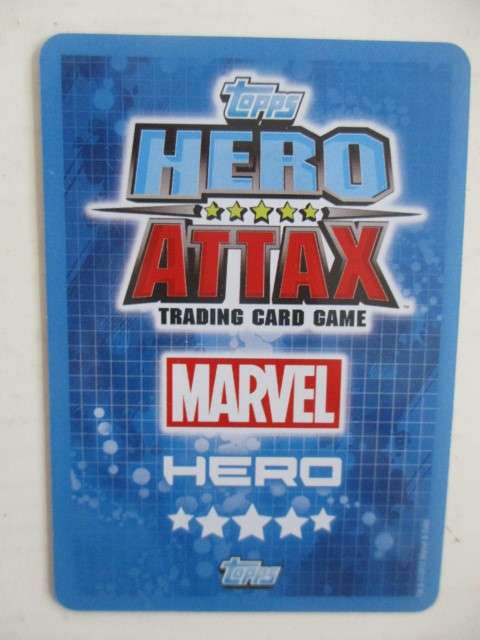 topps
HERO
ATTAX
TRADING CARD GAME
MARVEL
HERO
topps